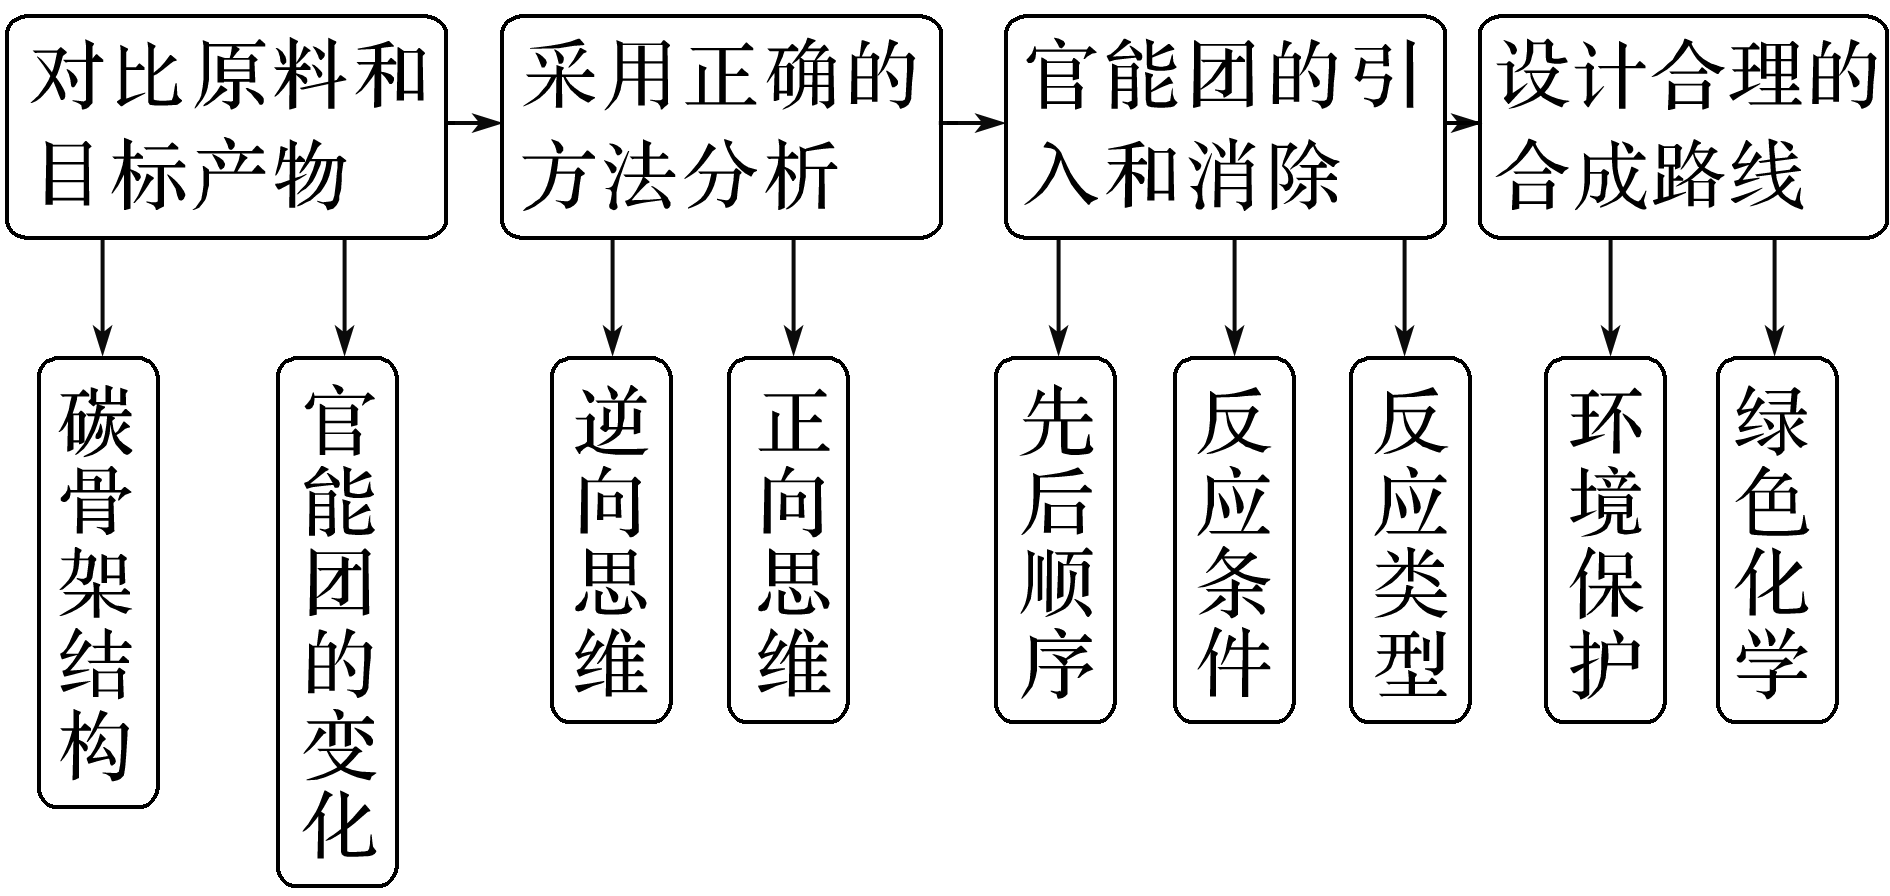 对比原料和
目标产物
采用正确的
方法分析
官能团的引
入和消除
设计合理的
合成路线
碳骨架结构
官能团的变化
逆向思维
正向思维
先后顺序
反应条件
反应类型
环境保护
绿色化学